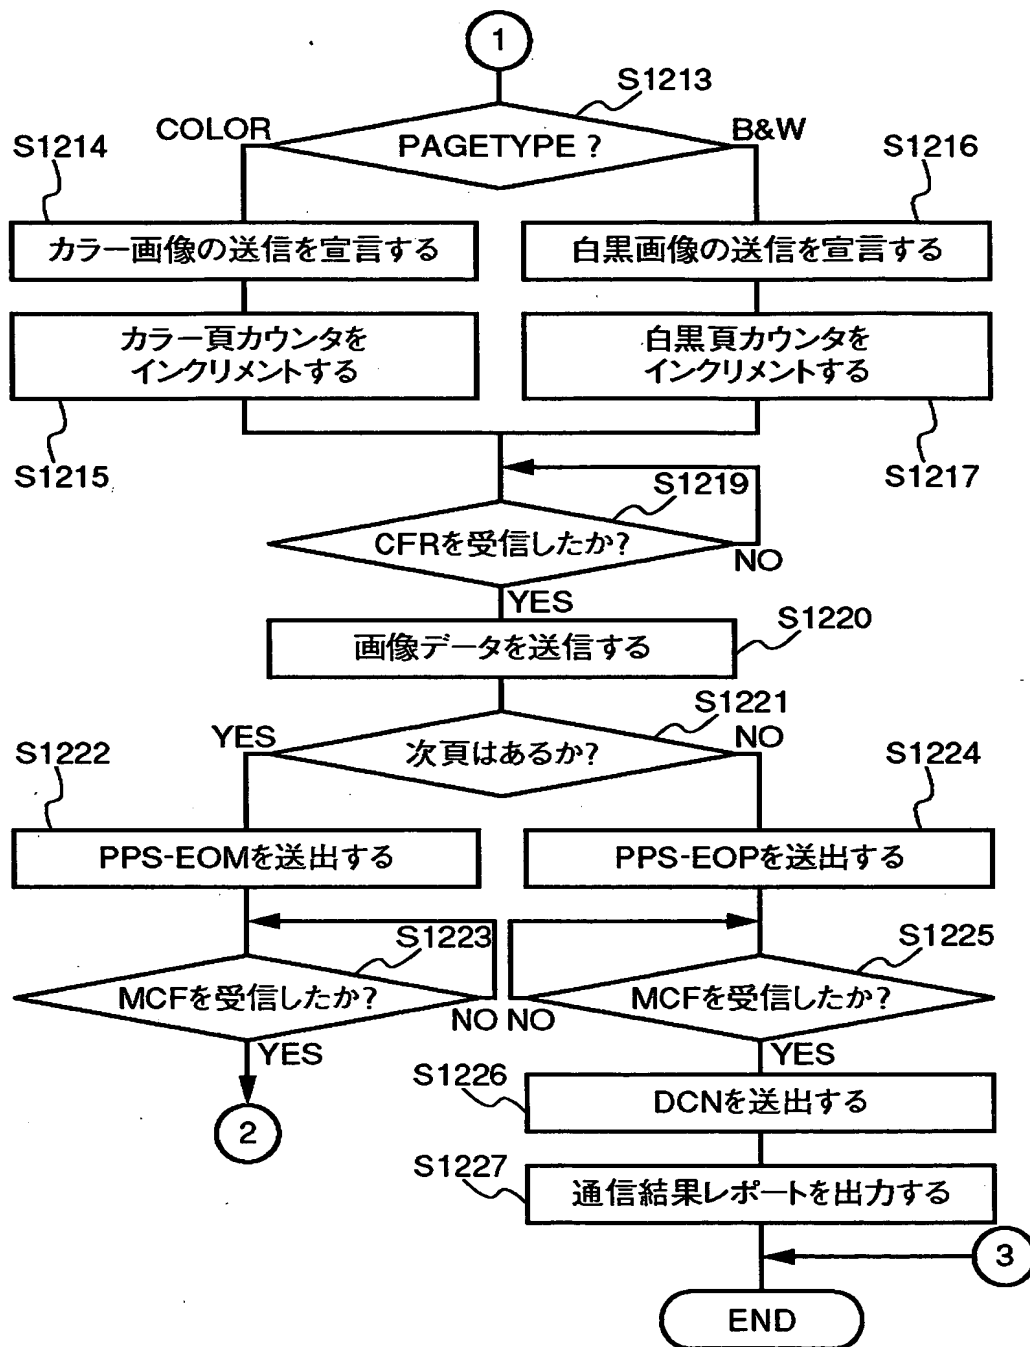 1
S1213
PAGETYPE ?
COLOR
B&W
S1214
S1216
カラー画像の送信を宣言する
白黒画像の送信を宣言する
カラー頁カウンタを
インクリメントする
白黒頁カウンタを
インクリメントする
S1215
S1217
S1219
CFRを受信したか?
NO
YES
S1220
画像データを送信する
S1221
YES
次頁はあるか?
NO
S1222
S1224
PPS-EOMを送出する
PPS-EOPを送出する
S1223
S1225
MCFを受信したか?
MCFを受信したか?
NO
NO
YES
YES
2
S1226
DCNを送出する
S1227
通信結果レポートを出力する
3
END